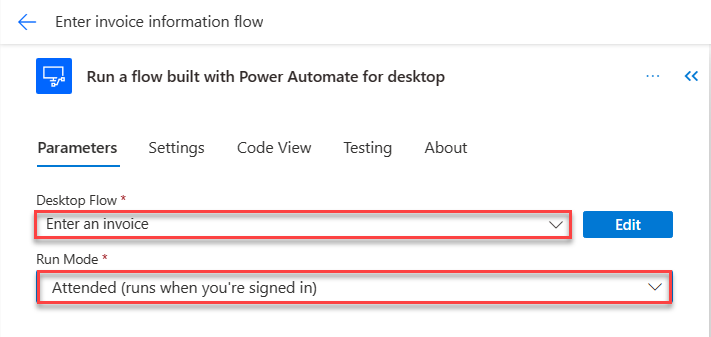 Enter invoice information flow
Run a flow built with Power Automate for desktop
Parameters Settings Code View Testing About
Desktop Flow *
Enter an invoice
Edit
Run Mode *
Attended (runs when you're signed in)